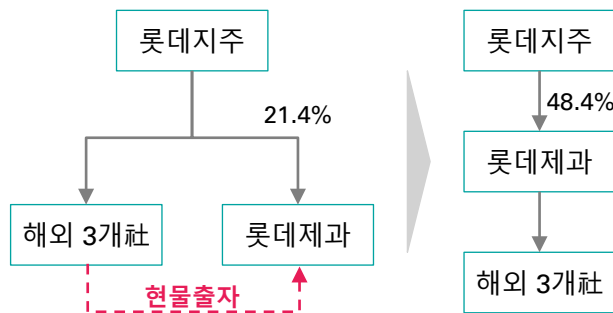 롯데지주
21.4%
해외 3개社
롯데제과
현물출자
롯데지주
48.4%
롯데제과
해외 3개社